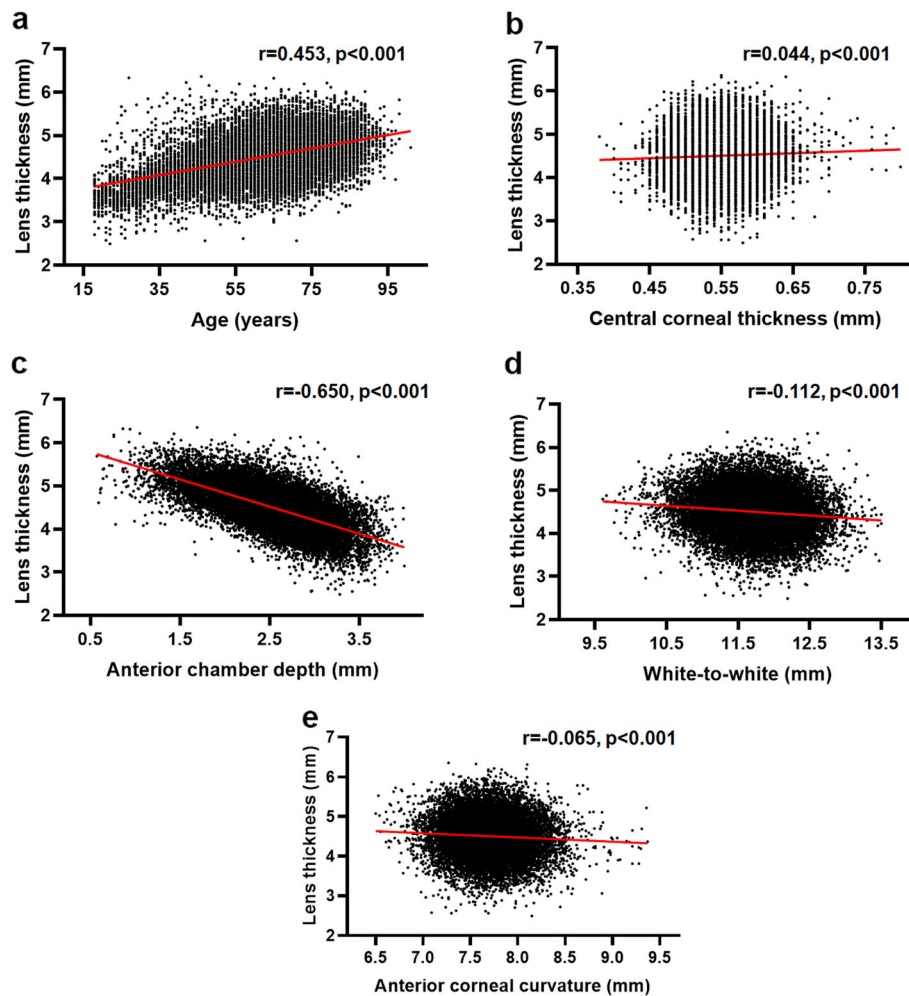 a
r=0.453, p<0.001
Lens thickness (mm)
7
6
5
4
3
2
15 35 55 75 95
Age (years)
b
r=0.044, p<0.001
Lens thickness (mm)
7
6
5
4
3
2
0.35 0.45 0.55 0.65 0.75
Central corneal thickness (mm)
c
r=-0.650, p<0.001
Lens thickness (mm)
7
6
5
4
3
2
0.5 1.5 2.5 3.5
Anterior chamber depth (mm)
d
r=-0.112, p<0.001
Lens thickness (mm)
7
6
5
4
3
2
9.5 10.5 11.5 12.5 13.5
White-to-white (mm)
e
r=-0.065, p<0.001
Lens thickness (mm)
7
6
5
4
3
2
6.5 7.0 7.5 8.0 8.5 9.0 9.5
Anterior corneal curvature (mm)